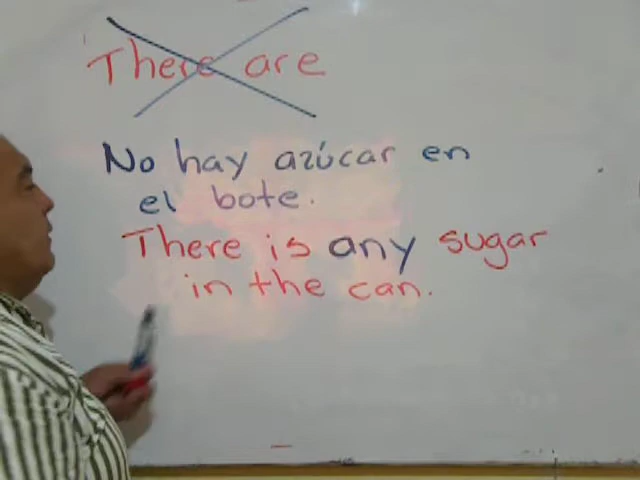 There are
No hay azúcar en
el bote.
There is any sugar
in the can.